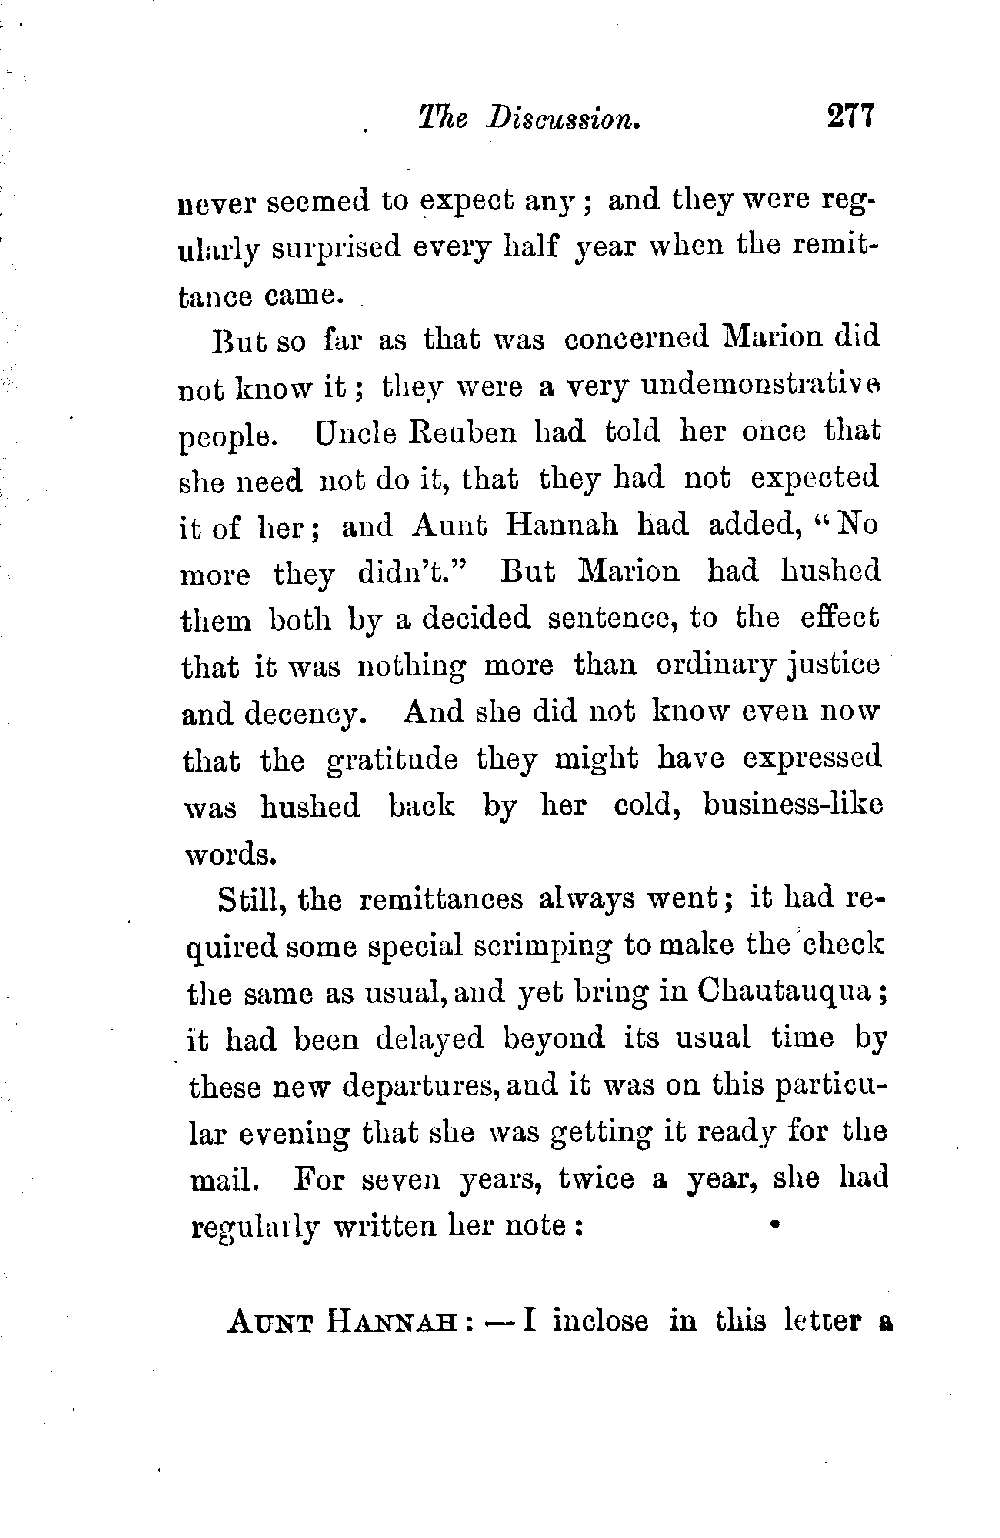 The Discussion. 277
never seemed to expect any; and they were reg-
ularly surprised every half year when the remit-
tance came.
But so far as that was concerned Marion did
not know it; they were a very undemonstrative
people. Uncle Reuben had told her once that
she need not do it, that they had not expected
it of her; and Aunt Hannah had added, “No
more they didn’t.” But Marion had hushed
them both by a decided sentence, to the effect
that it was nothing more than ordinary justice
and decency. And she did not know even now
that the gratitude they might have expressed
was hushed back by her cold, business-like
words.
Still, the remittances always went; it had re-
quired some special scrimping to make the check
the same as usual, and yet bring in Chautauqua;
it had been delayed beyond its usual time by
these new departures, and it was on this particu-
lar evening that she was getting it ready for the
mail. For seven years, twice a year, she had
regularly written her note:
AUNT HANNAH: — I inclose in this letter a